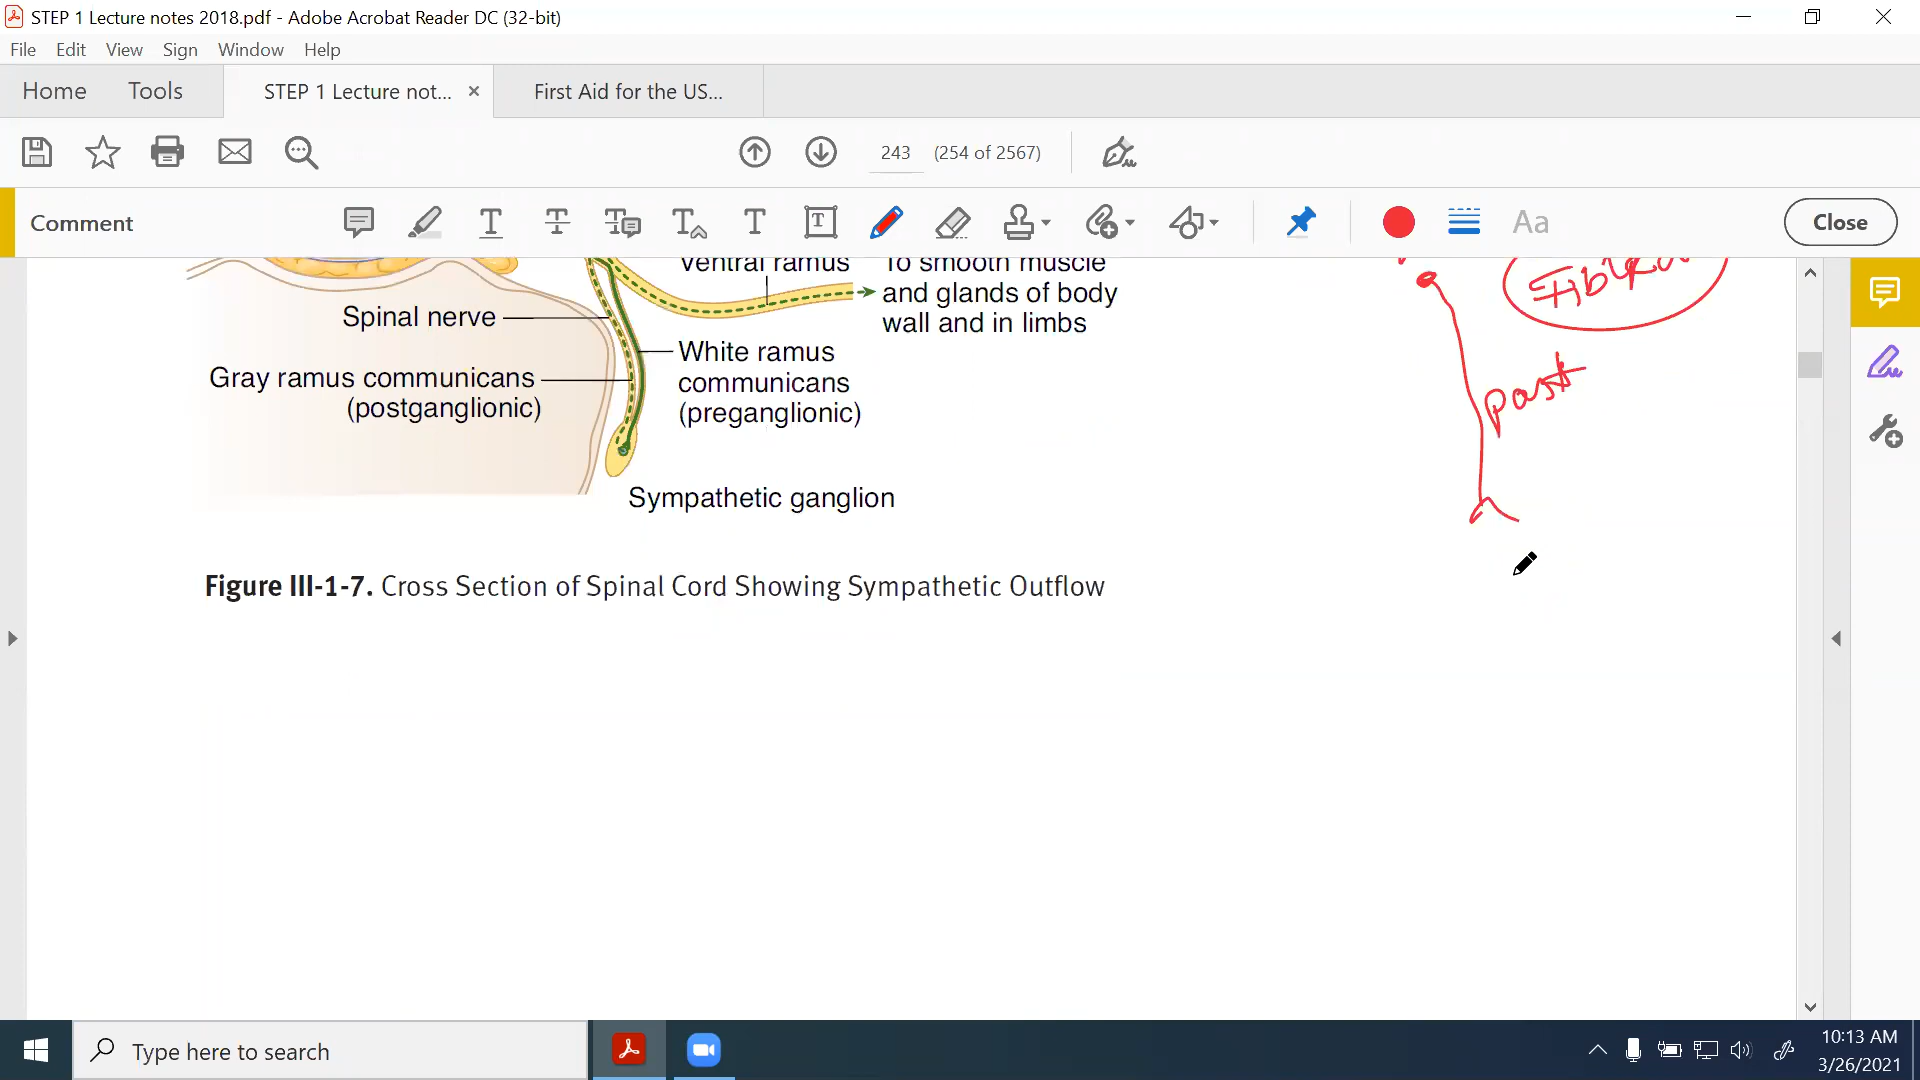 STEP 1 Lecture notes 2018.pdf - Adobe Acrobat Reader DC (32-bit)
File Edit View Sign Window Help
Home Tools STEP 1 Lecture not... × First Aid for the US...
243 (254 of 2567)
Comment Aa Close
Ventral ramus
To smooth muscle
and glands of body
wall and in limbs
Spinal nerve
White ramus
communicans
(preganglionic)
Gray ramus communicans
(postganglionic)
post
Sympathetic ganglion
Figure III-1-7. Cross Section of Spinal Cord Showing Sympathetic Outflow
Type here to search
10:13 AM
3/26/2021